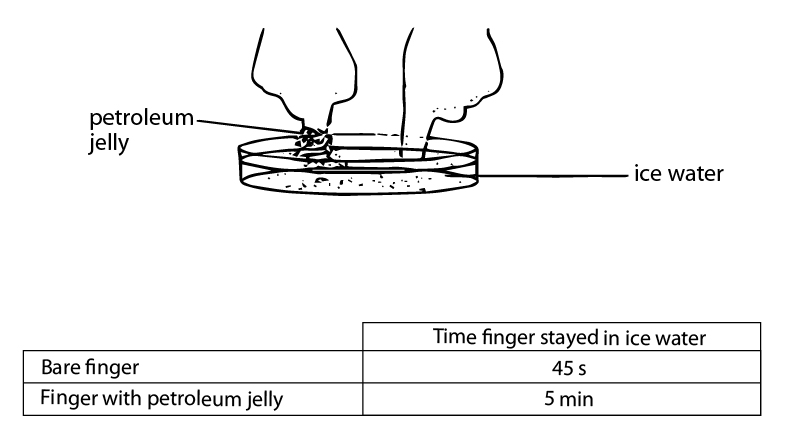 petroleum
jelly
ice water
Time finger stayed in ice water
Bare finger 45 s
Finger with petroleum jelly 5 min